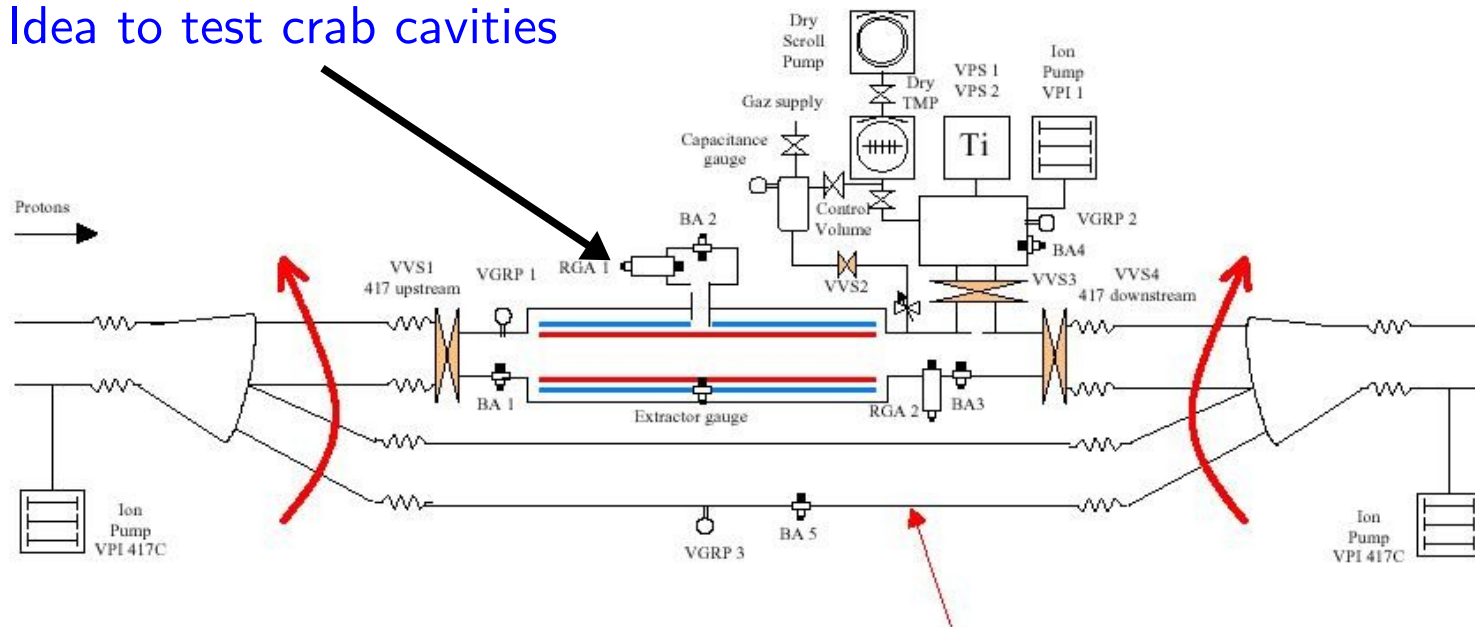 Idea to test crab cavities
Dry
Scroll
Pump
Dry
TMP
VPS 1
VPS 2
Ion
Pump
VPI 1
Gaz supply
Capacitance
gauge
Ti
Control
Volume
VGRP 2
BA4
Protons
BA 2
RGA 1
VVS1
417 upstream
VGRP 1
VVS2
VVS3
VVS4
417 downstream
BA 1
Extractor gauge
RGA 2
BA3
Ion
Pump
VPI 417C
VGRP 3
BA 5
Ion
Pump
VPI 417C